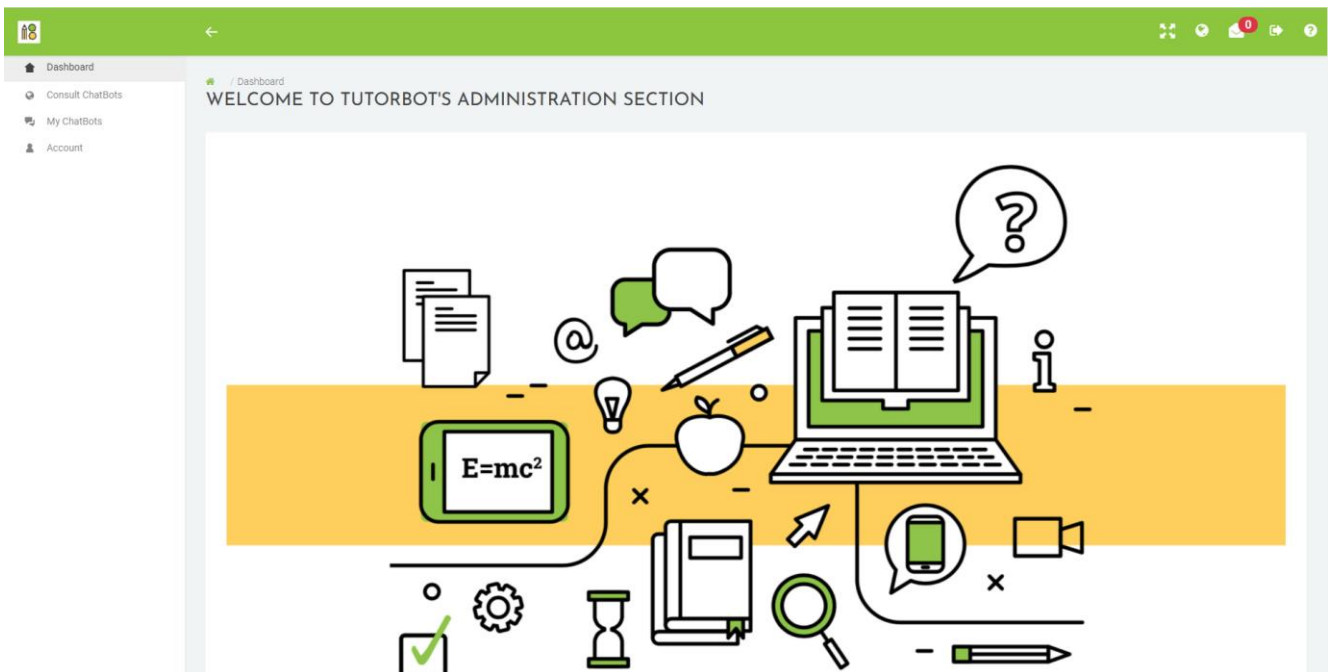 0
Dashboard
Consult ChatBots
My ChatBots
Account
/ Dashboard
WELCOME TO TUTORBOT'S ADMINISTRATION SECTION
?
@
i
E=mc²